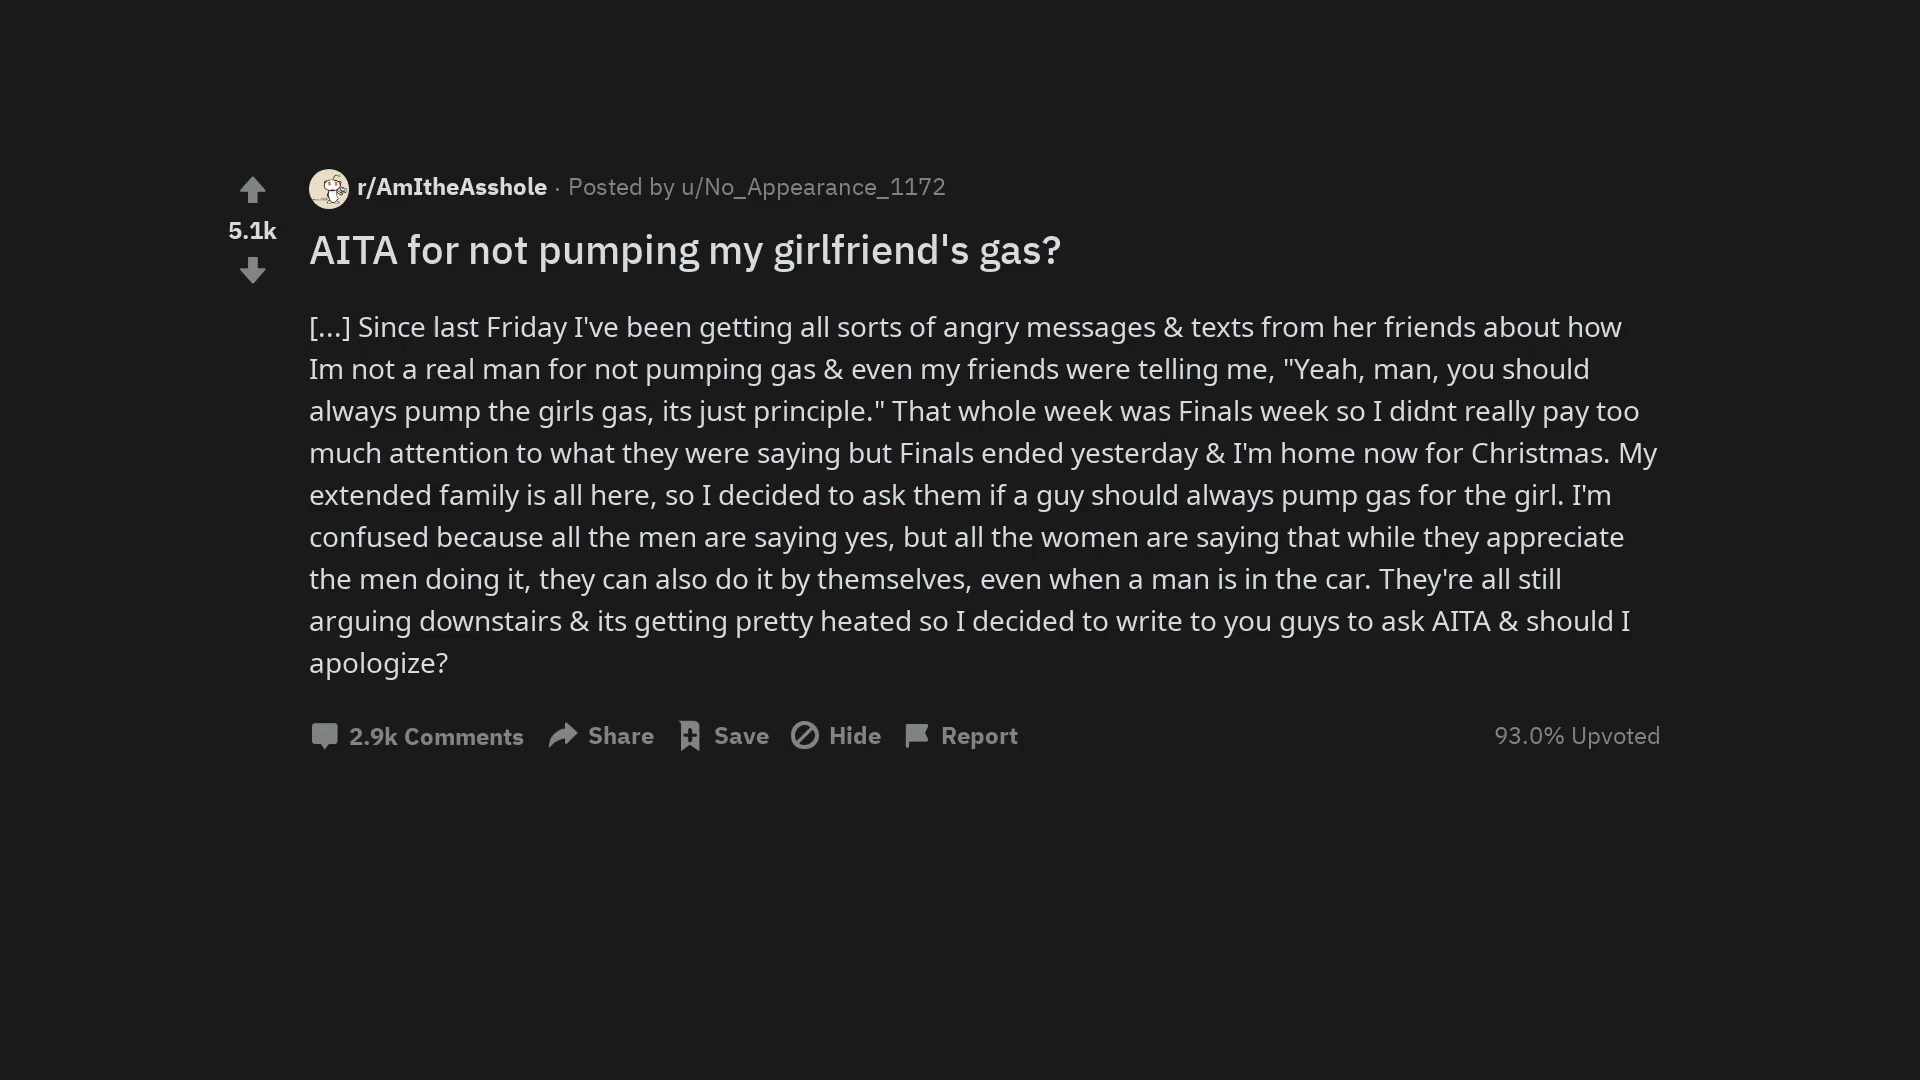 r/AmItheAsshole · Posted by u/No_Appearance_1172
5.1k
AITA for not pumping my girlfriend's gas?
[...] Since last Friday I've been getting all sorts of angry messages & texts from her friends about how
Im not a real man for not pumping gas & even my friends were telling me, "Yeah, man, you should
always pump the girls gas, its just principle." That whole week was Finals week so I didnt really pay too
much attention to what they were saying but Finals ended yesterday & I'm home now for Christmas. My
extended family is all here, so I decided to ask them if a guy should always pump gas for the girl. I'm
confused because all the men are saying yes, but all the women are saying that while they appreciate
the men doing it, they can also do it by themselves, even when a man is in the car. They're all still
arguing downstairs & its getting pretty heated so I decided to write to you guys to ask AITA & should I
apologize?
2.9k Comments Share Save Hide Report 93.0% Upvoted